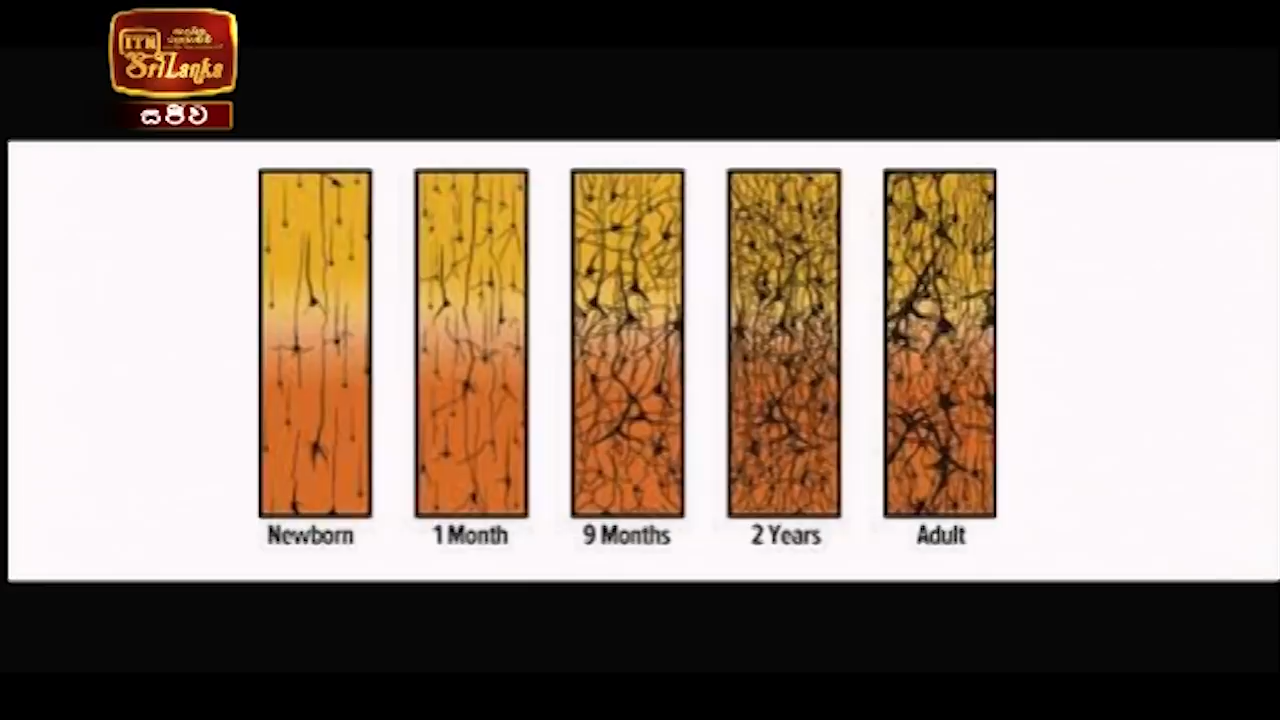 ITN
SriLanka
සජීව
Newborn
1 Month
9 Months
2 Years
Adult